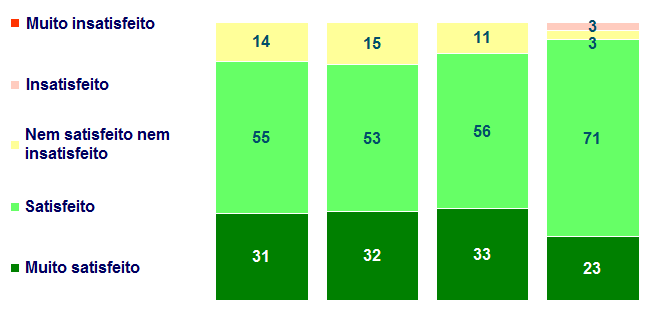 Muito insatisfeito
Insatisfeito
Nem satisfeito nem
insatisfeito
Satisfeito
Muito satisfeito
14 15 11 3
3
55 53 56 71
31 32 33 23